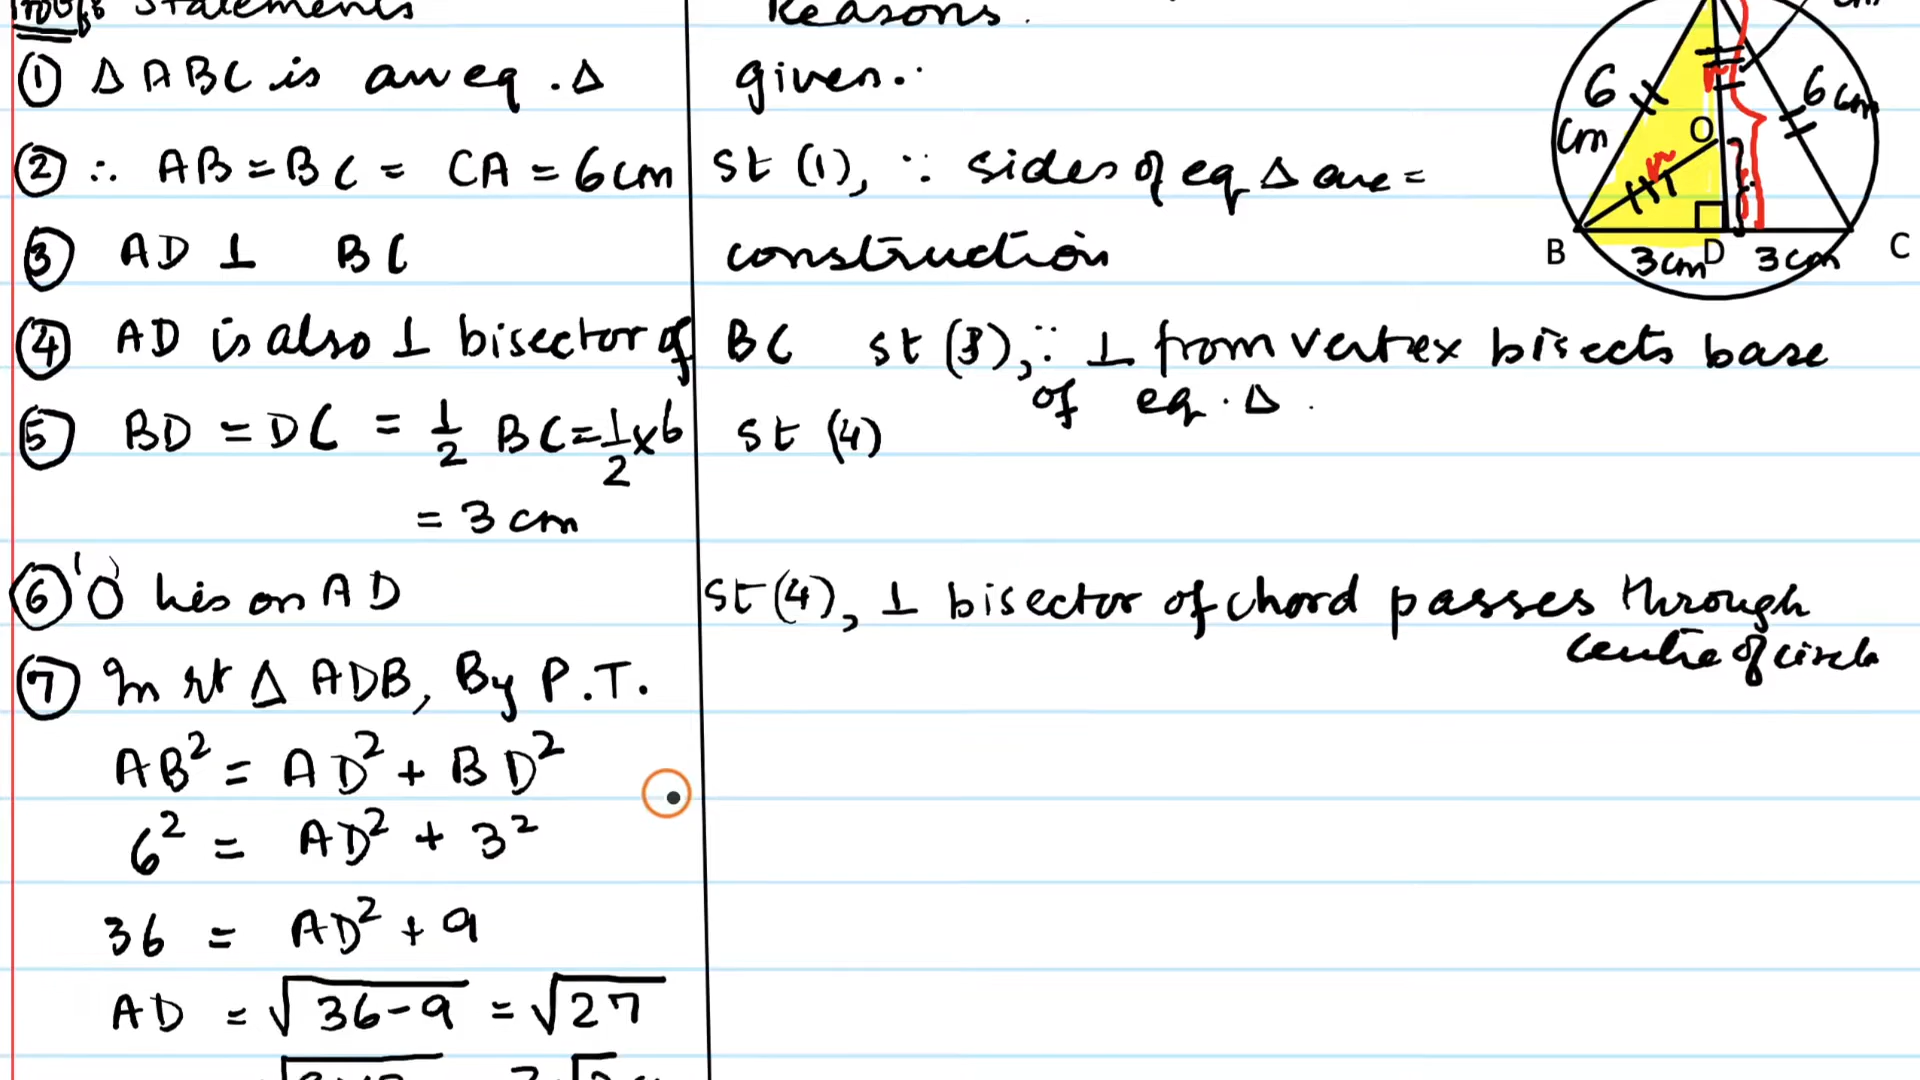 Statements Reasons.
① Δ ABC is an eq. Δ given.
② ∴ AB = BC = CA = 6cm st (1), ∵ sides of eq Δ are =
③ AD ⊥ BC construction
④ AD is also ⊥ bisector of BC st (3), ∵ ⊥ from vertex bisects base
of eq. Δ.
⑤ BD = DC = 1/2 BC = 1/2 x 6 st (4)
= 3 cm
⑥ 'O' lies on AD st (4), ⊥ bisector of chord passes through
centre of circle
⑦ In rt Δ ADB, By P.T.
AB² = AD² + BD²
6² = AD² + 3²
36 = AD² + 9
AD = √36-9 = √27
6
cm
6 cm
cm
O
r
r
B
D
C
3cm
3cm